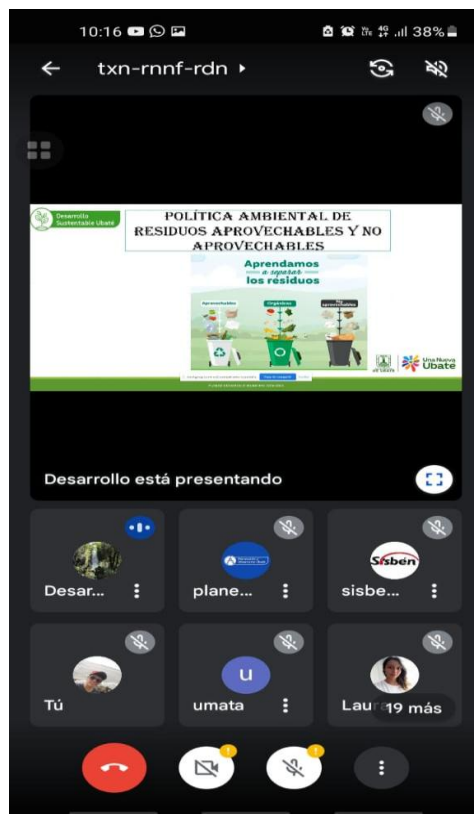 10:16
38%
txn-rnnf-rdn
Desarrollo
Sustentable Ubaté
POLÍTICA AMBIENTAL DE
RESIDUOS APROVECHABLES Y NO
APROVECHABLES
Aprendamos
a separar
los residuos
Aprovechables
Orgánicos
No
aprovechables
Una Nueva
Ubaté
Desarrollo está presentando
Desar...
plane...
Sisbén
sisbe...
Tú
u
umata
Laur
19 más
1
1